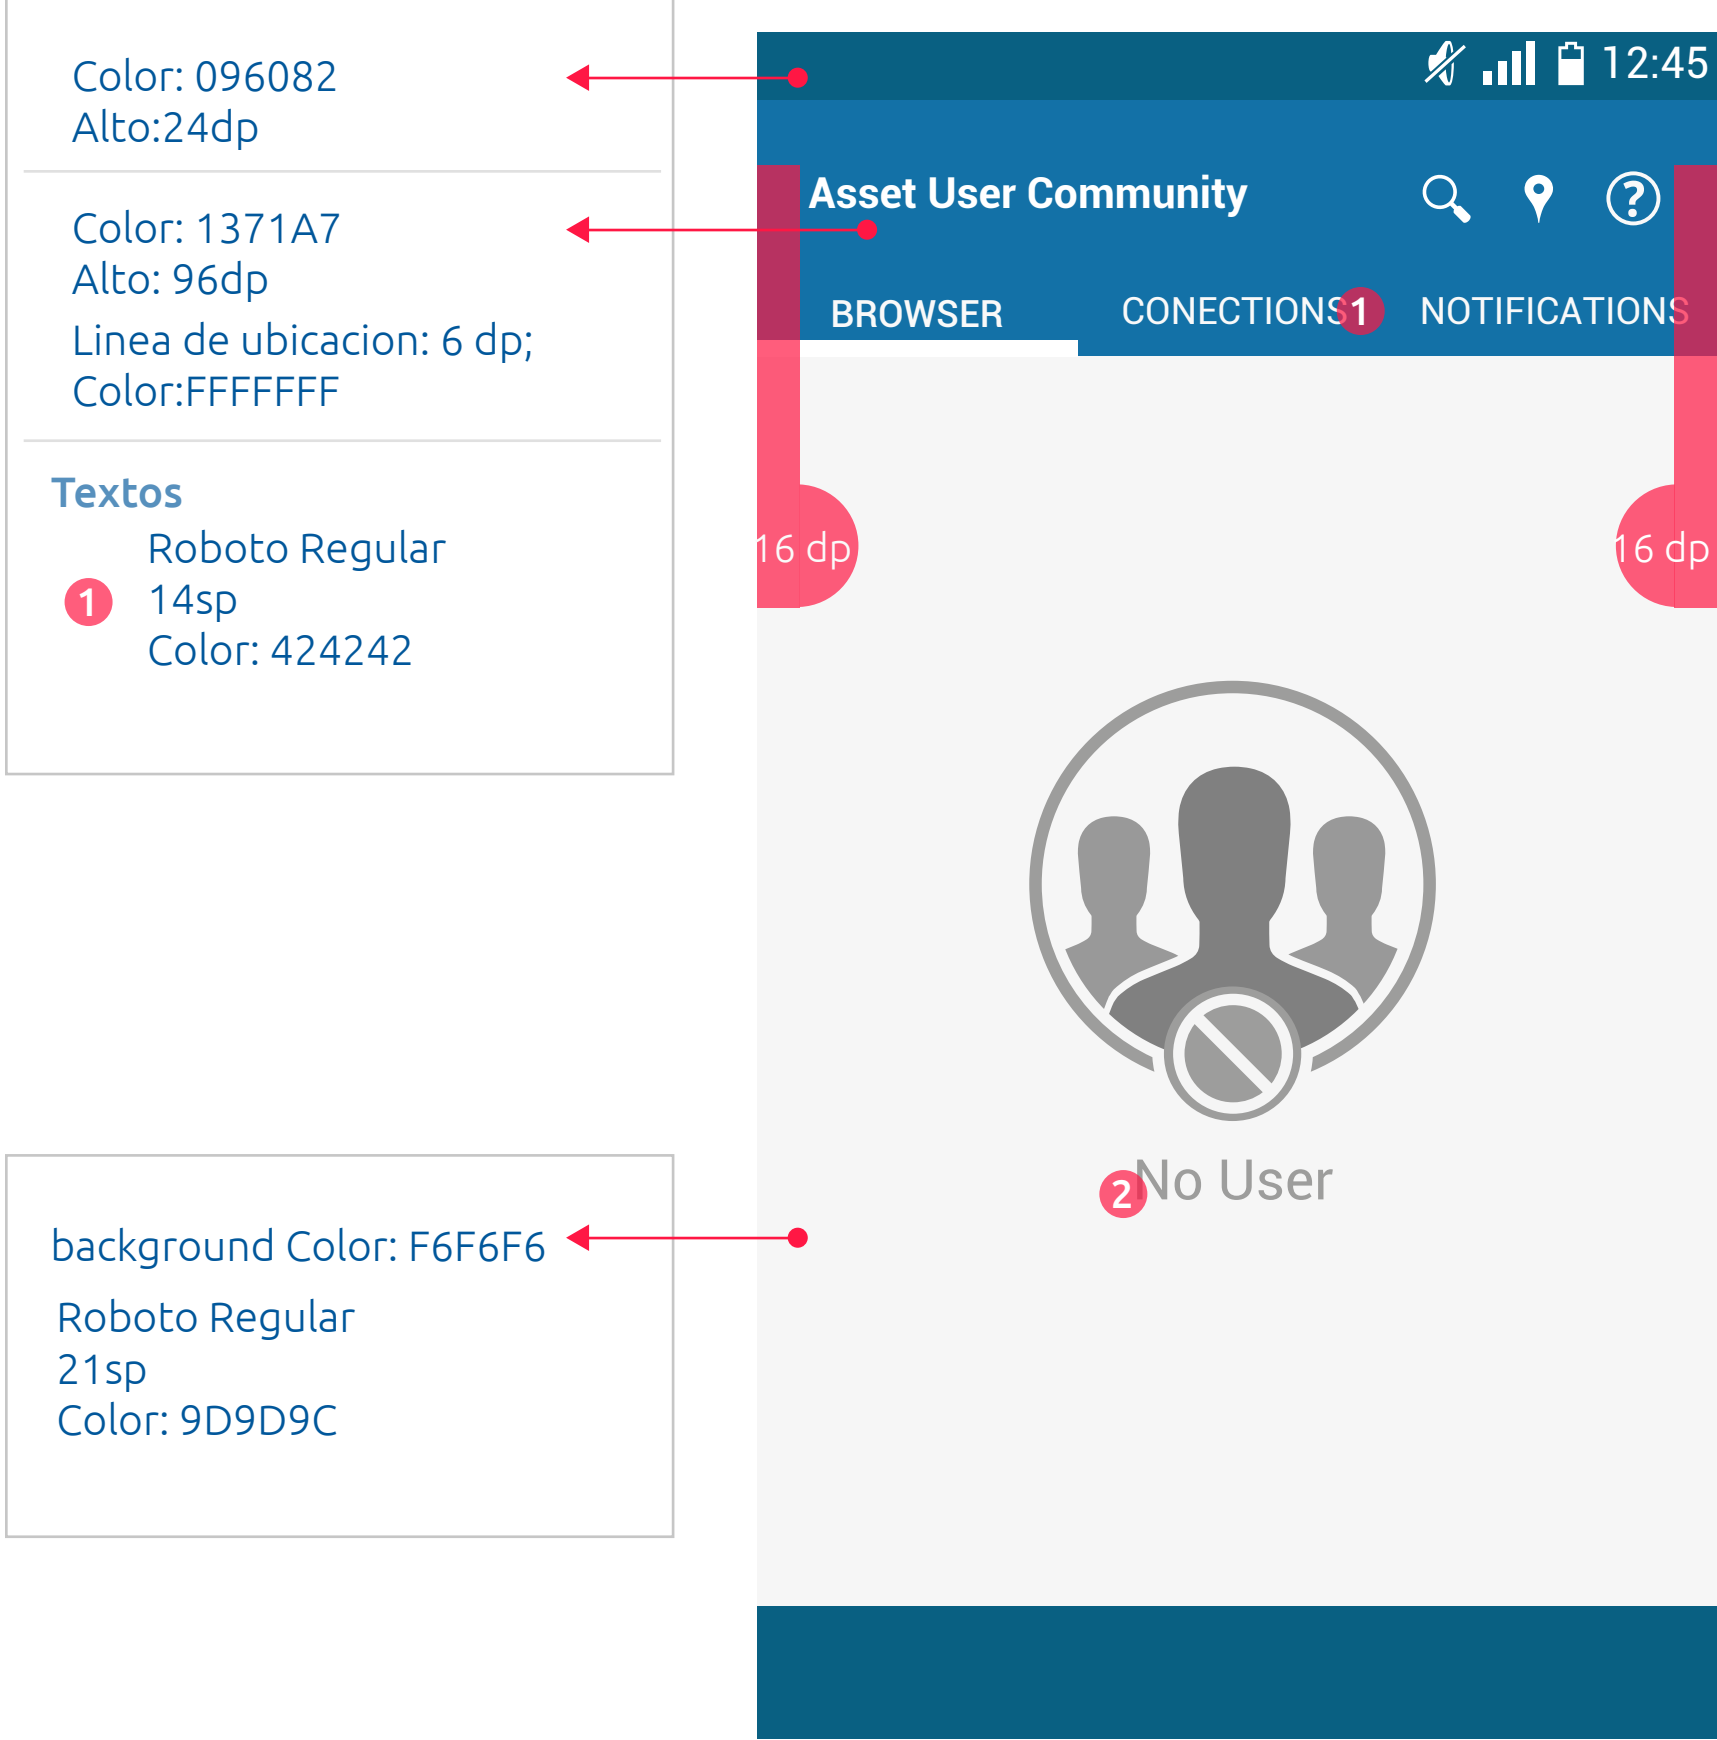 Color: 096082
Alto:24dp
Color: 1371A7
Alto: 96dp
Linea de ubicacion: 6 dp;
Color:FFFFFFF
Textos
Roboto Regular
1 14sp
Color: 424242
background Color: F6F6F6
Roboto Regular
21sp
Color: 9D9D9C
12:45
Asset User Community ?
BROWSER CONECTIONS 1 NOTIFICATIONS
16 dp 16 dp
2 No User